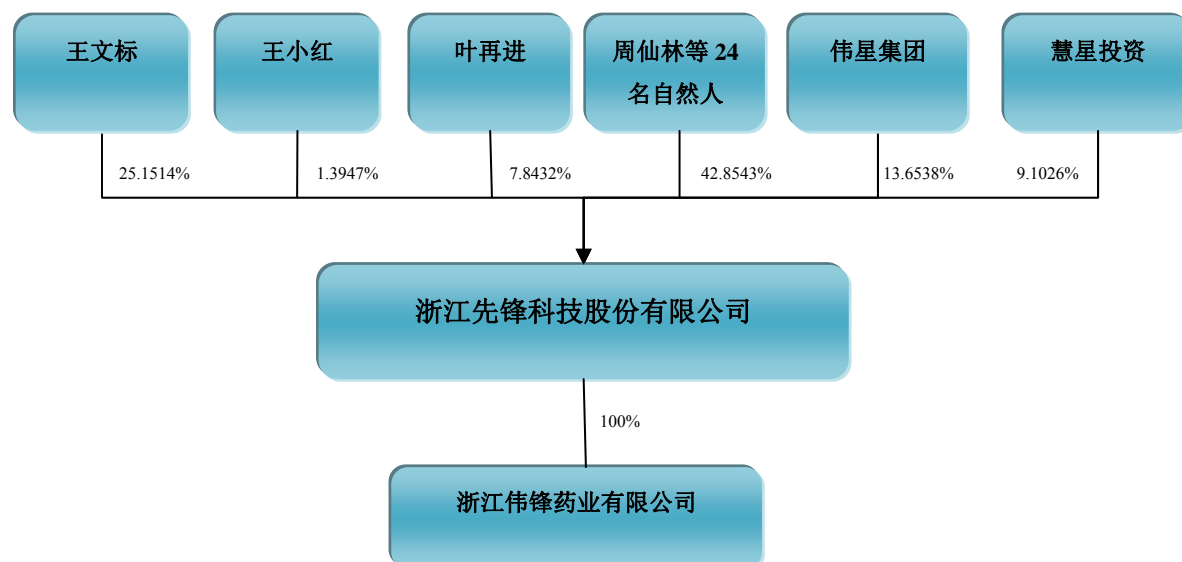 王文标
王小红
叶再进
周仙林等 24
名自然人
伟星集团
慧星投资
25.1514%
1.3947%
7.8432%
42.8543%
13.6538%
9.1026%
浙江先锋科技股份有限公司
100%
浙江伟锋药业有限公司